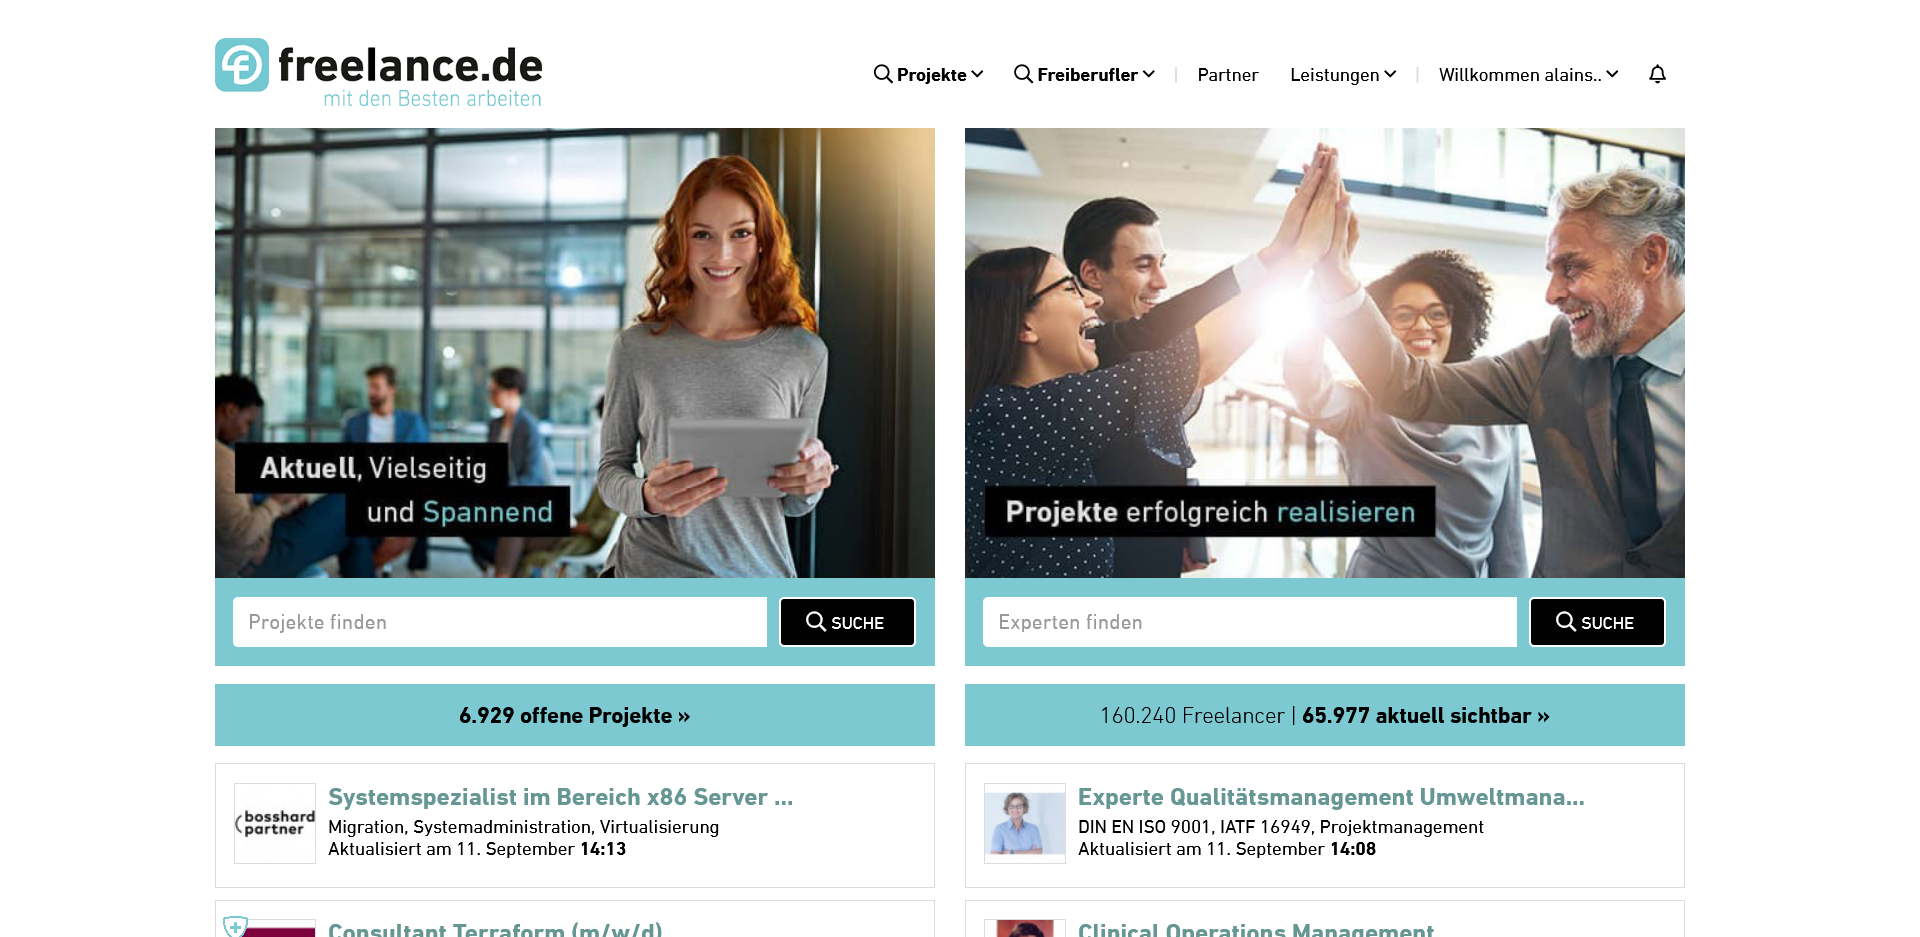 freelance.de
mit den Besten arbeiten
Projekte
Freiberufler
Partner
Leistungen
Willkommen alains..
Aktuell, Vielseitig
und Spannend
Projekte erfolgreich realisieren
Projekte finden
SUCHE
Experten finden
SUCHE
6.929 offene Projekte »
160.240 Freelancer | 65.977 aktuell sichtbar »
bosshard
partner
Systemspezialist im Bereich x86 Server ...
Migration, Systemadministration, Virtualisierung
Aktualisiert am 11. September 14:13
Experte Qualitätsmanagement Umweltmana...
DIN EN ISO 9001, IATF 16949, Projektmanagement
Aktualisiert am 11. September 14:08
Consultant Terraform (m/w/d)
Clinical Operations Management